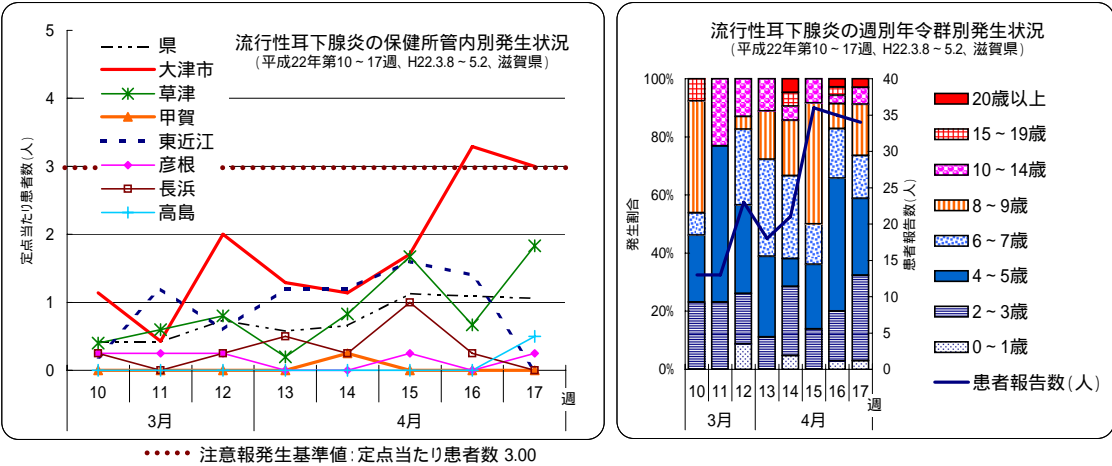 流行性耳下腺炎の保健所管内別発生状況
(平成22年第10～17週、H22.3.8～5.2、滋賀県)
県
大津市
草津
甲賀
東近江
彦根
長浜
高島
定点当たり患者数(人)
5
4
3
2
1
0
10 11 12 13 14 15 16 17 週
3月 4月
注意報発生基準値:定点当たり患者数 3.00
流行性耳下腺炎の週別年令群別発生状況
(平成22年第10～17週、H22.3.8～5.2、滋賀県)
発生割合
100%
80%
60%
40%
20%
0%
患者報告数(人)
40
35
30
25
20
15
10
5
0
10 11 12 13 14 15 16 17 週
3月 4月
20歳以上
15～19歳
10～14歳
8～9歳
6～7歳
4～5歳
2～3歳
0～1歳
患者報告数(人)